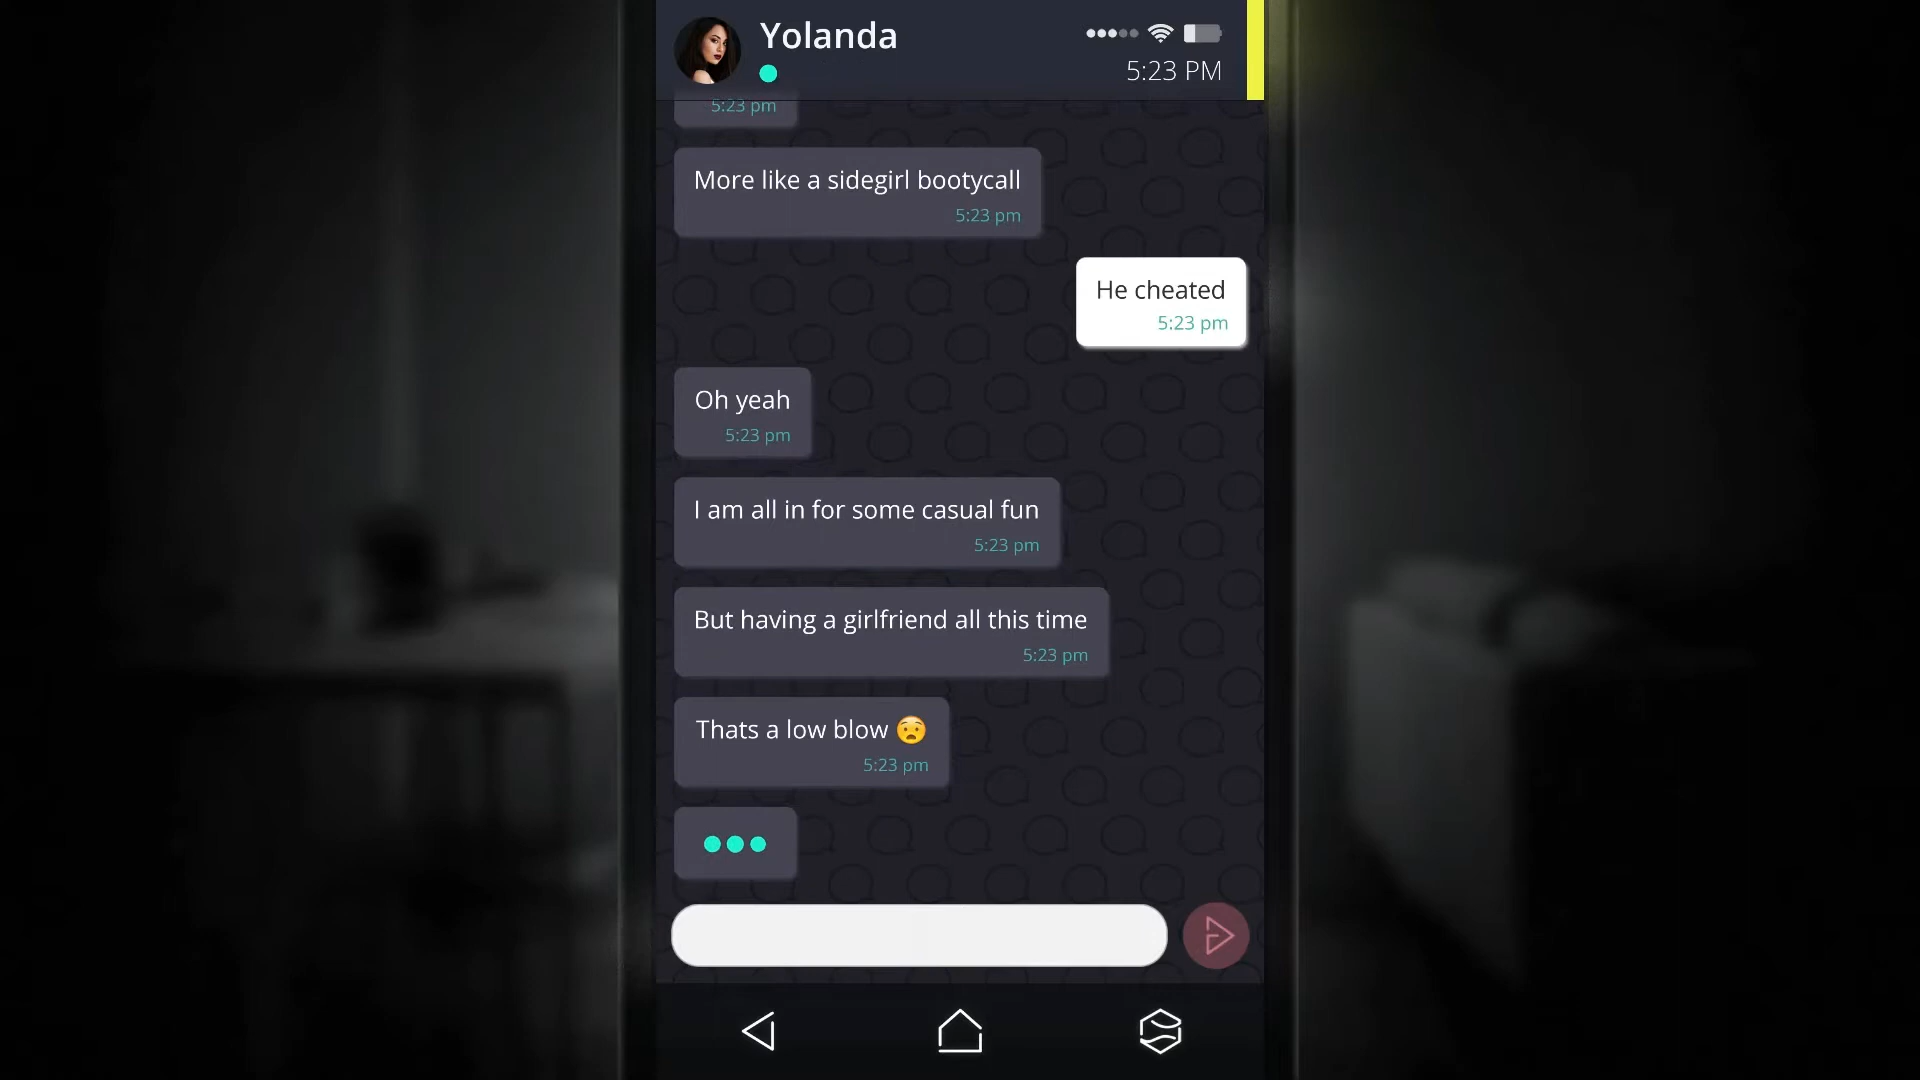 Yolanda
5:23 PM
5:23 pm
More like a sidegirl bootycall
5:23 pm
He cheated
5:23 pm
Oh yeah
5:23 pm
I am all in for some casual fun
5:23 pm
But having a girlfriend all this time
5:23 pm
Thats a low blow 😧
5:23 pm